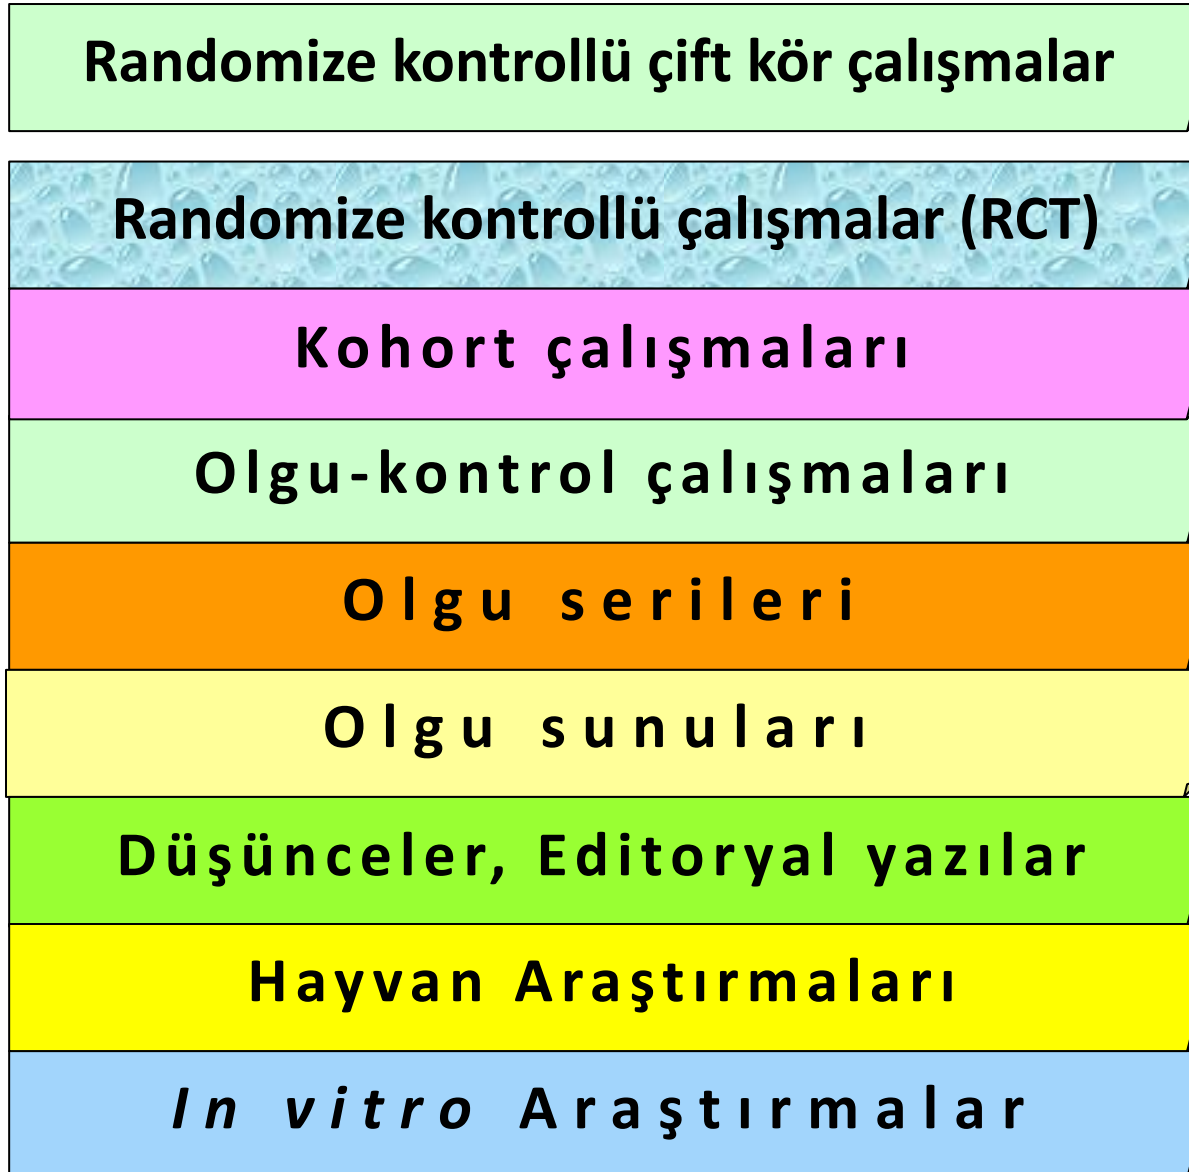 Randomize kontrollü çift kör çalışmalar
Randomize kontrollü çalışmalar (RCT)
Kohort çalışmaları
Olgu-kontrol çalışmaları
Olgu serileri
Olgu sunuları
Düşünceler, Editoryal yazılar
Hayvan Araştırmaları
In vitro Araştırmalar